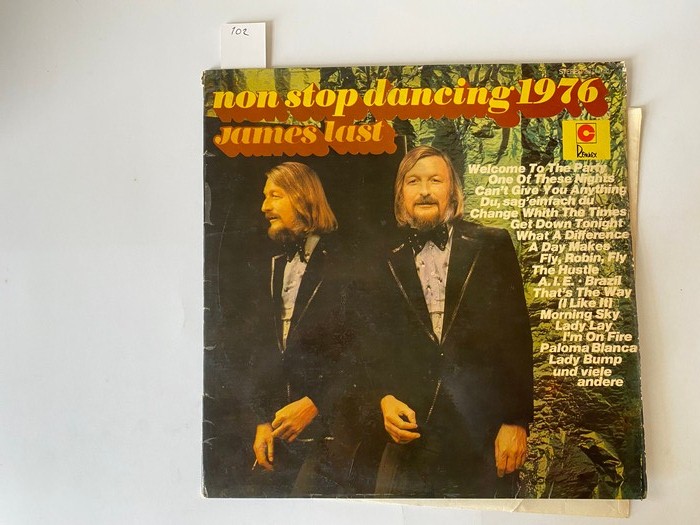 102
STEREO
non stop dancing 1976
james last
C
Welcome To The Party
One Of These Nights
Can't Give You Anything
Du, sag'einfach du
Change Whith The Times
Get Down Tonight
What A Difference
A Day Makes
Fly, Robin, Fly
The Hustle
A.I.E. · Brazil
That's The Way
(I Like It)
Morning Sky
Lady Lay
I'm On Fire
Paloma Blanca
Lady Bump
und viele
andere